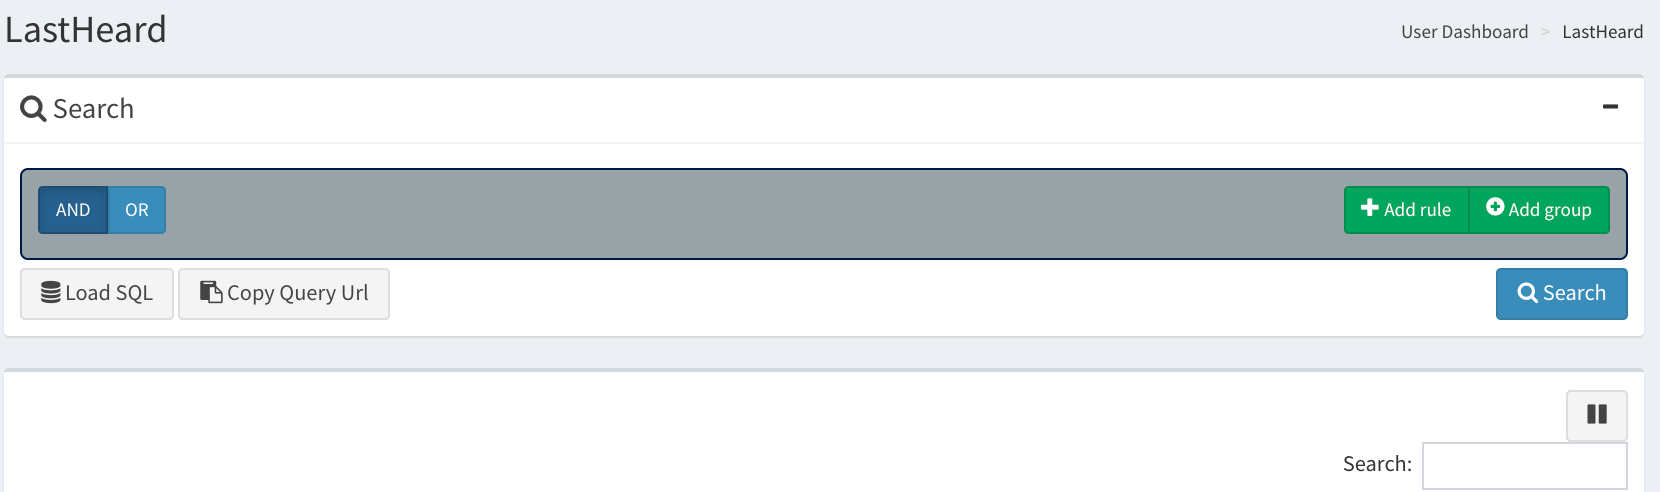 LastHeard
User Dashboard > LastHeard
Search
AND OR Add rule Add group
Load SQL Copy Query Url Search
Search: